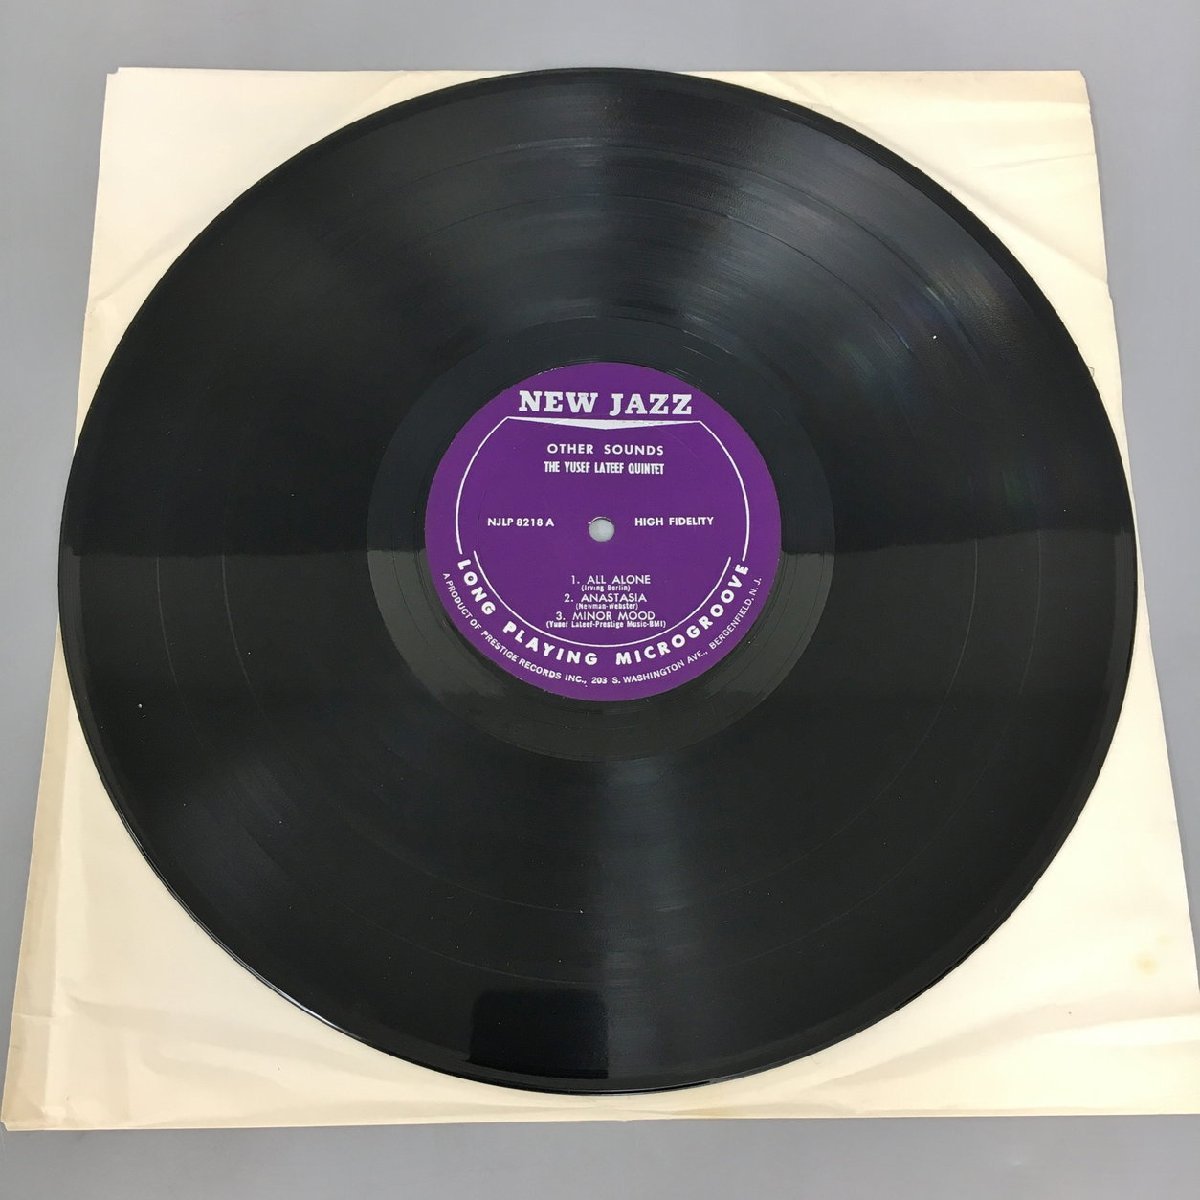 NEW JAZZ
OTHER SOUNDS
THE YUSEF LATEEF QUINTET
NJLP 8218 A
HIGH FIDELITY
1. ALL ALONE
(Irving Berlin)
2. ANASTASIA
(Newman-Webster)
3. MINOR MOOD
(Yusef Lateef-Prestige Music-BMI)
LONG PLAYING MICROGROOVE
A PRODUCT OF PRESTIGE RECORDS INC., 203 S. WASHINGTON AVE., BERGENFIELD, N. J.